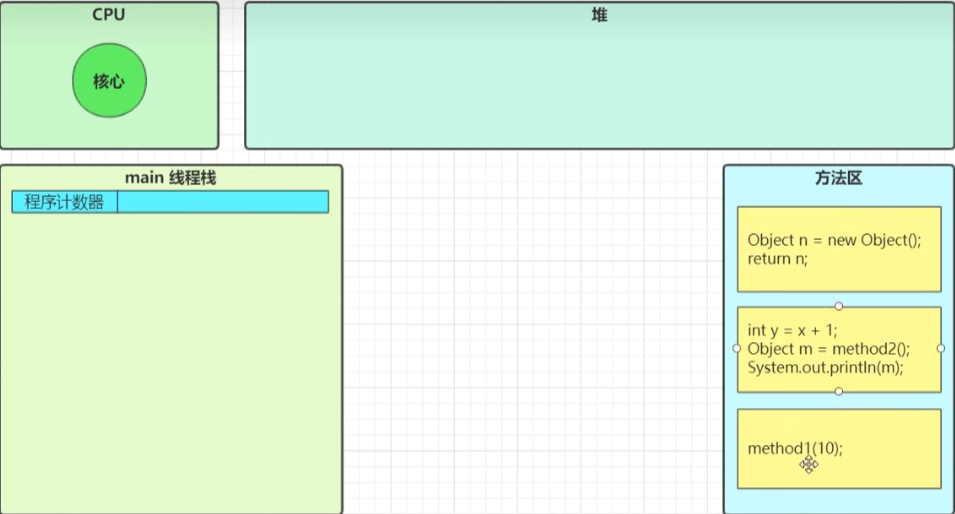 CPU
核心
堆
main 线程栈
程序计数器
方法区
Object n = new Object();
return n;
int y = x + 1;
Object m = method2();
System.out.println(m);
method1(10);